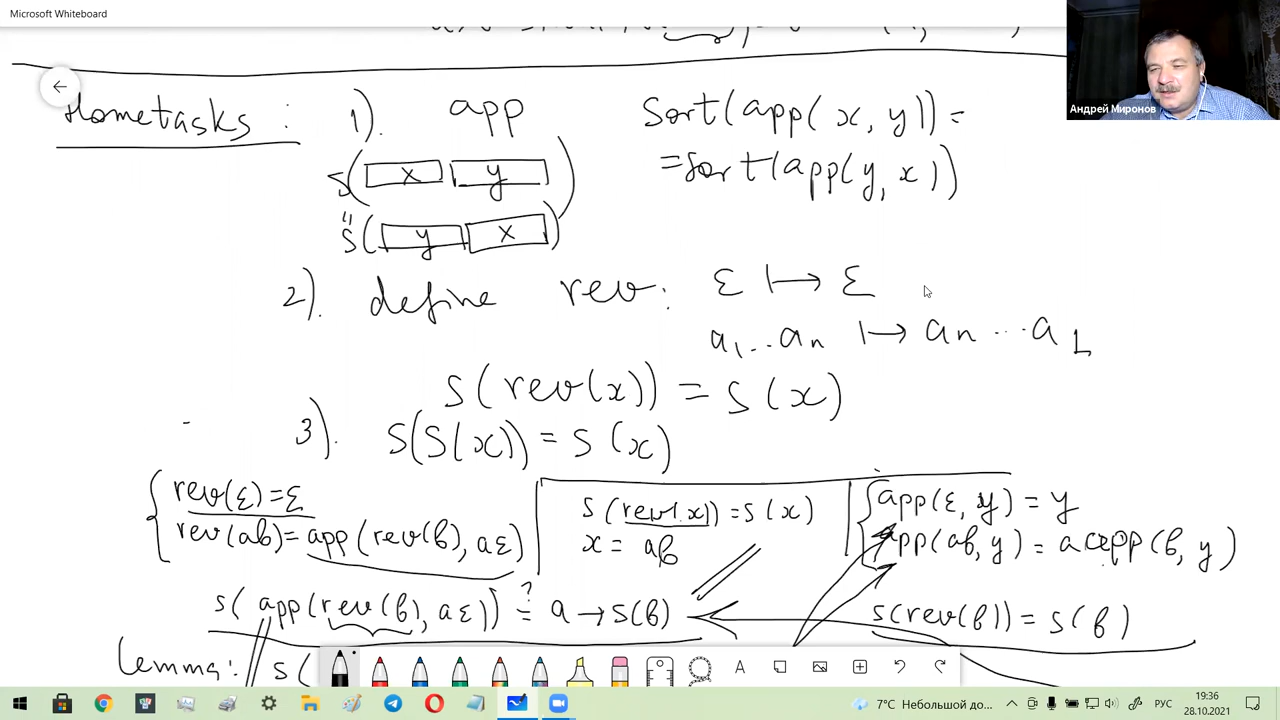 Microsoft Whiteboard
Андрей Миронов
Hometasks : 1). app sort(app(x, y)) =
= sort(app(y, x))
S( x y )
"
S( y x )
2). define rev: ε ↦ ε
a1...an ↦ an...a1
S(rev(x)) = S(x)
3). S(S(x)) = S(x)
rev(ε)=ε
rev(ab)= app(rev(b), aε)
S(rev(x))=S(x)
x = ab
app(ε, y) = y
app(ab, y) = a app(b, y)
S(app(rev(b), aε)) ?= a → S(b)
S(rev(b)) = S(b)
Lemma: S(
A
7°C Небольшой до... РУС 19:36
28.10.2021